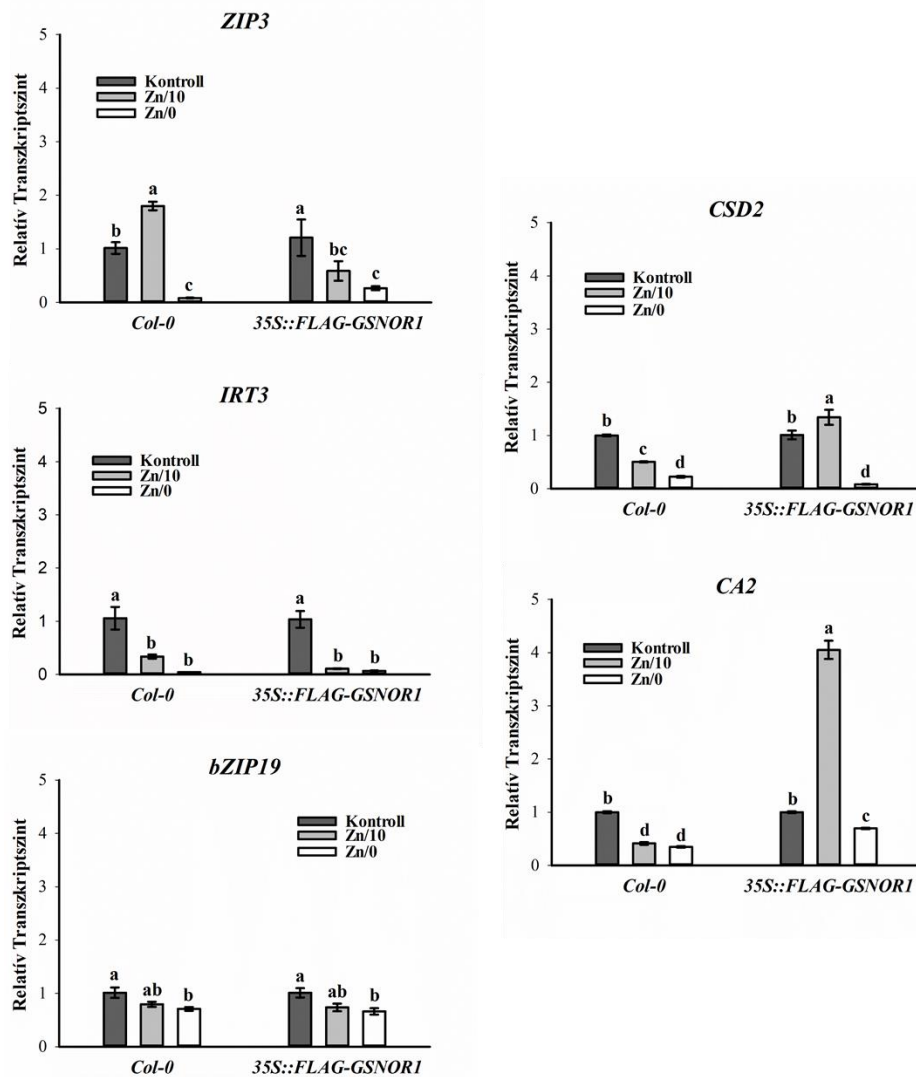 ZIP3
Relatív Transzkriptszint
5
4
3
2
1
0
Kontroll
Zn/10
Zn/0
b
a
c
a
bc
c
Col-0
35S::FLAG-GSNOR1
IRT3
Relatív Transzkriptszint
5
4
3
2
1
0
Kontroll
Zn/10
Zn/0
a
b
b
a
b
b
Col-0
35S::FLAG-GSNOR1
bZIP19
Relatív Transzkriptszint
5
4
3
2
1
0
Kontroll
Zn/10
Zn/0
a
ab
b
a
ab
b
Col-0
35S::FLAG-GSNOR1
CSD2
Relatív Transzkriptszint
5
4
3
2
1
0
Kontroll
Zn/10
Zn/0
b
c
d
b
a
d
Col-0
35S::FLAG-GSNOR1
CA2
Relatív Transzkriptszint
5
4
3
2
1
0
Kontroll
Zn/10
Zn/0
b
d
d
b
a
c
Col-0
35S::FLAG-GSNOR1